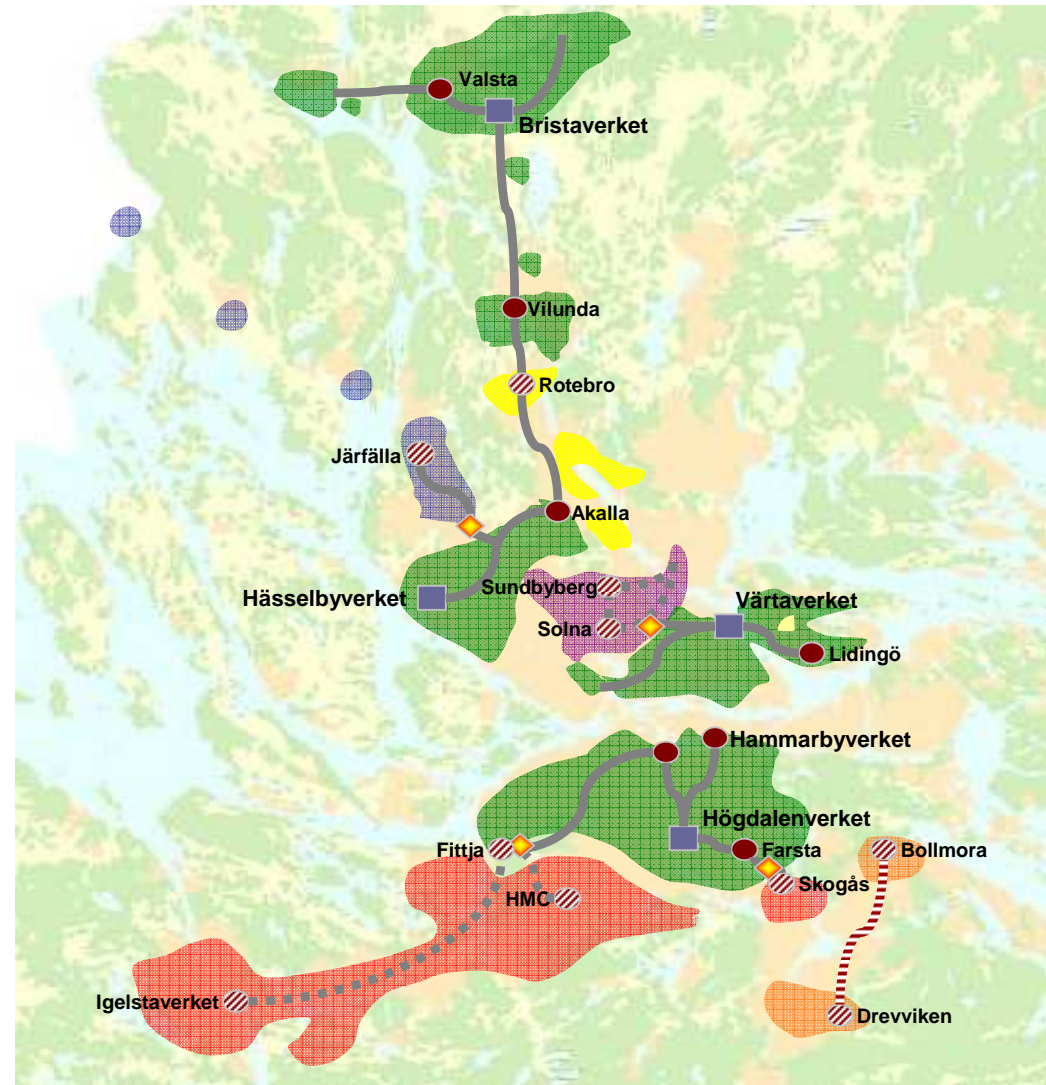 Valsta
Bristaverket
Vilunda
Rotebro
Järfälla
Akalla
Sundbyberg
Hässelbyverket
Värtaverket
Solna
Lidingö
Hammarbyverket
Högdalenverket
Fittja
Farsta
Bollmora
Skogås
HMC
Igelstaverket
Drevviken